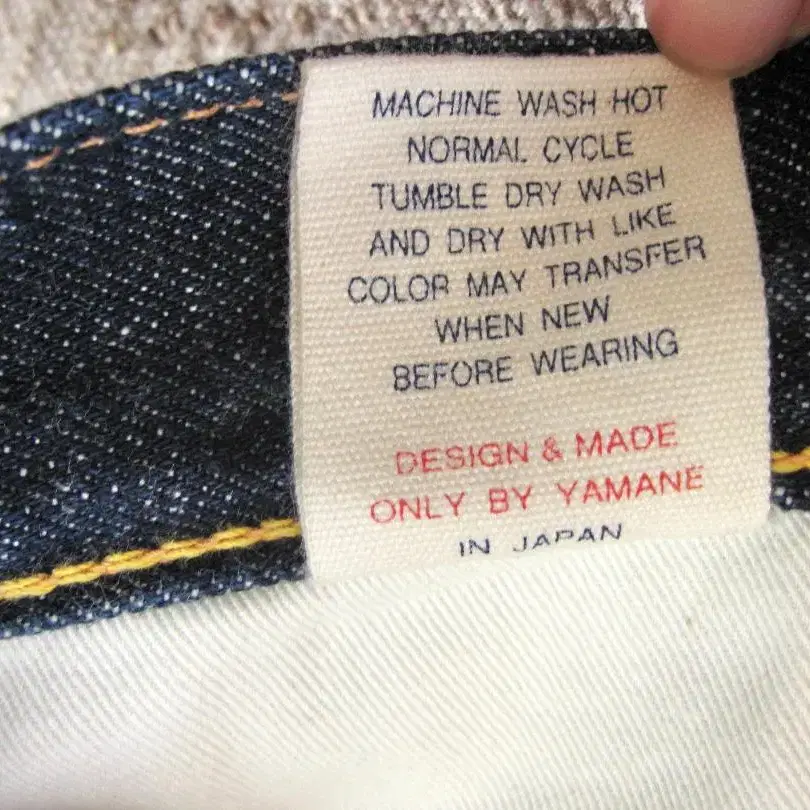 MACHINE WASH HOT
NORMAL CYCLE
TUMBLE DRY WASH
AND DRY WITH LIKE
COLOR MAY TRANSFER
WHEN NEW
BEFORE WEARING
DESIGN & MADE
ONLY BY YAMANE
IN JAPAN